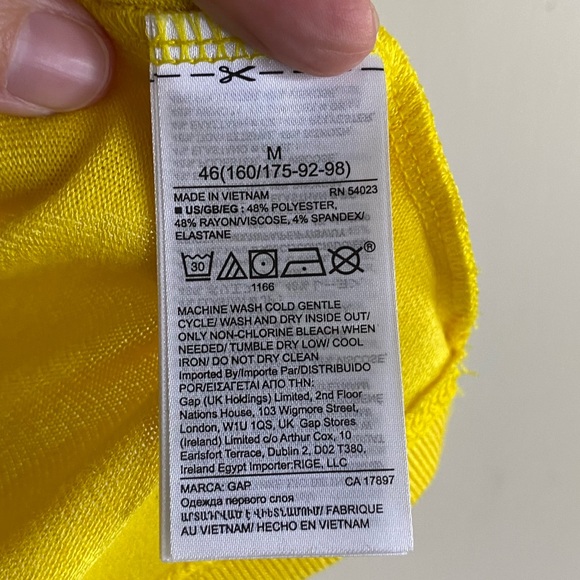 M
46(160/175-92-98)
MADE IN VIETNAM RN 54023
US/GB/EG : 48% POLYESTER,
48% RAYON/VISCOSE, 4% SPANDEX/
ELASTANE
30
®
1166
MACHINE WASH COLD GENTLE
CYCLE/ WASH AND DRY INSIDE OUT/
ONLY NON-CHLORINE BLEACH WHEN
NEEDED/ TUMBLE DRY LOW/ COOL
IRON/ DO NOT DRY CLEAN
Imported By/Importe Par/DISTRIBUIDO
POR/ΕΙΣΑΓΕΤΑΙ ΑΠΟ ΤΗΝ:
Gap (UK Holdings) Limited, 2nd Floor
Nations House, 103 Wigmore Street,
London, W1U 1QS, UK Gap Stores
(Ireland) Limited c/o Arthur Cox, 10
Earlsfort Terrace, Dublin 2, D02 T380,
Ireland Egypt Importer:RIGE, LLC
MARCA: GAP CA 17897
Одежда первого слоя
ԱՐՏԱԴՐՎԱԾ Է ՎԻԵՏՆԱՄՈՒՄ/ FABRIQUE
AU VIETNAM/ HECHO EN VIETNAM